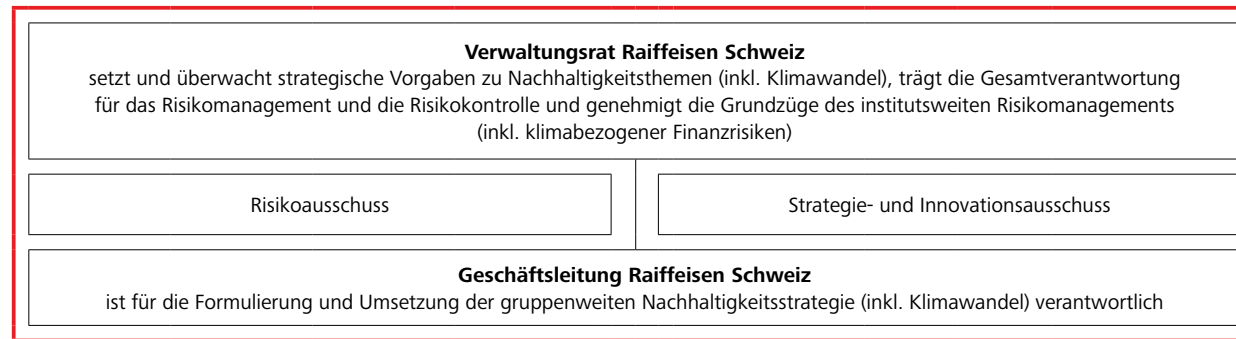 Verwaltungsrat Raiffeisen Schweiz
setzt und überwacht strategische Vorgaben zu Nachhaltigkeitsthemen (inkl. Klimawandel), trägt die Gesamtverantwortung
für das Risikomanagement und die Risikokontrolle und genehmigt die Grundzüge des institutsweiten Risikomanagements
(inkl. klimabezogener Finanzrisiken)
Risikoausschuss
Strategie- und Innovationsausschuss
Geschäftsleitung Raiffeisen Schweiz
ist für die Formulierung und Umsetzung der gruppenweiten Nachhaltigkeitsstrategie (inkl. Klimawandel) verantwortlich